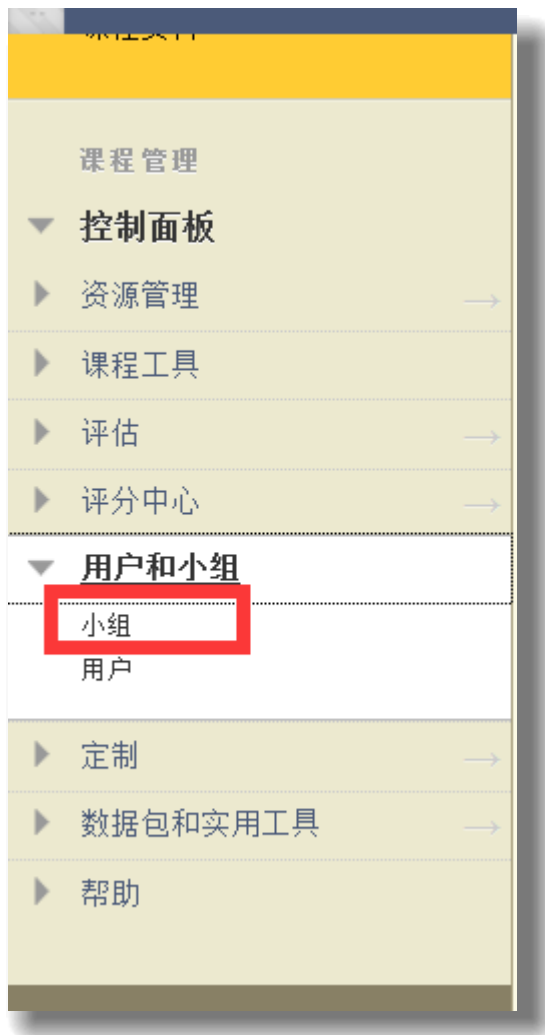 课程管理
控制面板
资源管理
课程工具
评估
评分中心
用户和小组
小组
用户
定制
数据包和实用工具
帮助